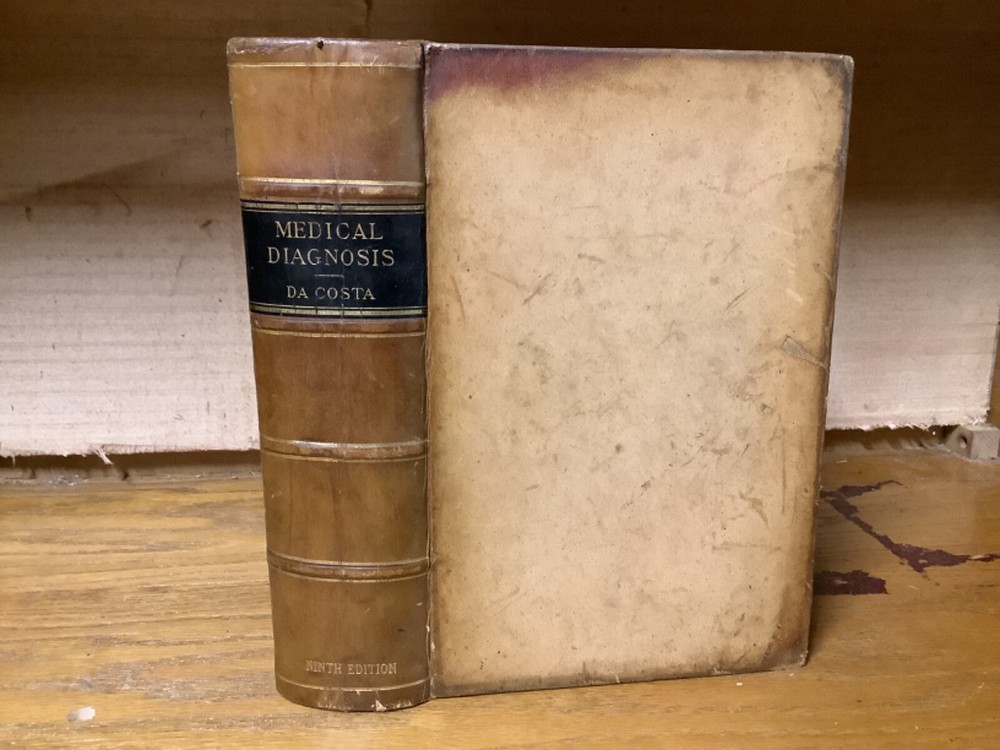 MEDICAL
DIAGNOSIS
DA COSTA
NINTH EDITION